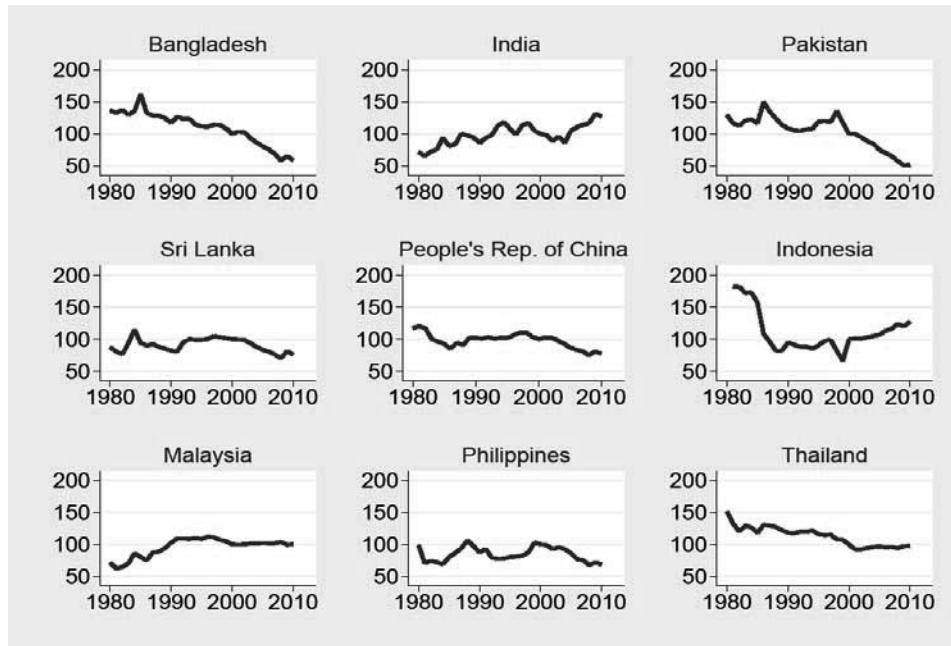 Bangladesh India Pakistan
200 200 200
150 150 150
100 100 100
50 50 50
1980 1990 2000 2010 1980 1990 2000 2010 1980 1990 2000 2010
Sri Lanka People's Rep. of China Indonesia
200 200 200
150 150 150
100 100 100
50 50 50
1980 1990 2000 2010 1980 1990 2000 2010 1980 1990 2000 2010
Malaysia Philippines Thailand
200 200 200
150 150 150
100 100 100
50 50 50
1980 1990 2000 2010 1980 1990 2000 2010 1980 1990 2000 2010